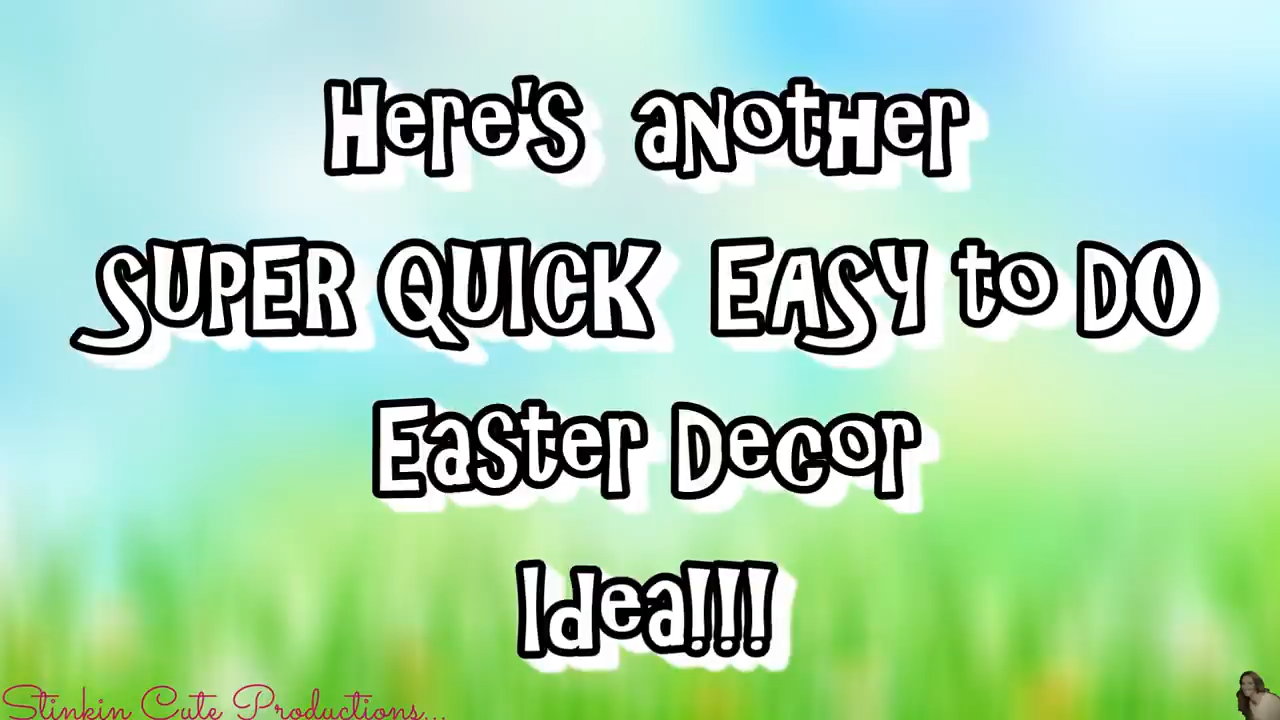 Here's another
SUPER QUICK EASY to DO
Easter Decor
Idea!!!
Stinkin Cute Productions...